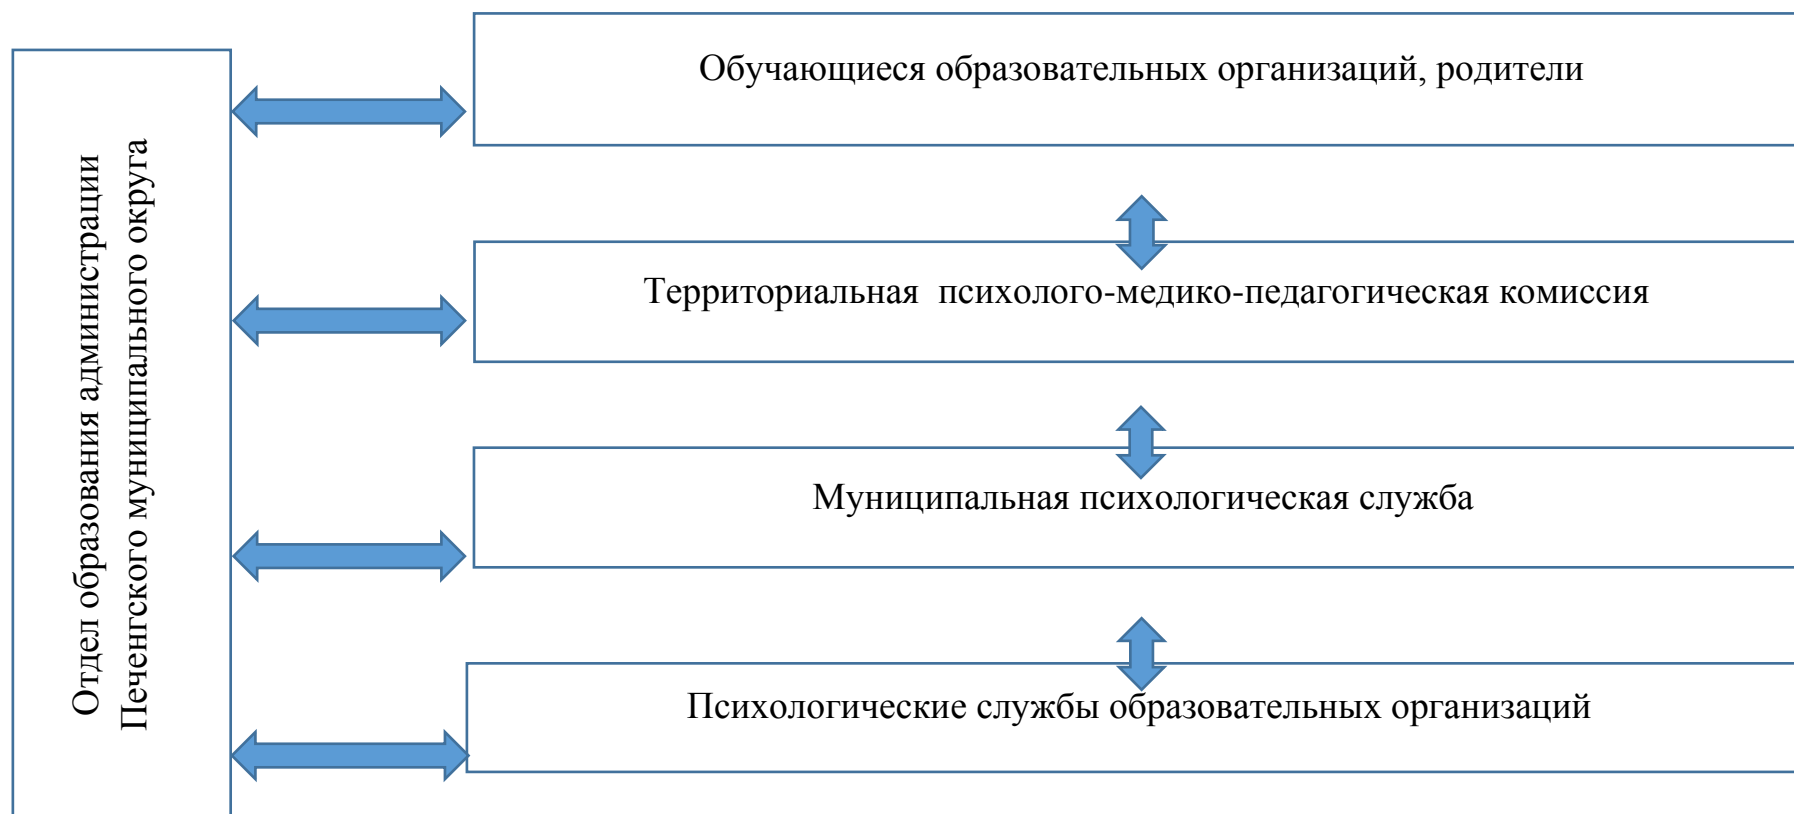 Отдел образования администрации
Печенгского муниципального округа
Обучающиеся образовательных организаций, родители
Территориальная  психолого-медико-педагогическая комиссия
Муниципальная психологическая служба
Психологические службы образовательных организаций